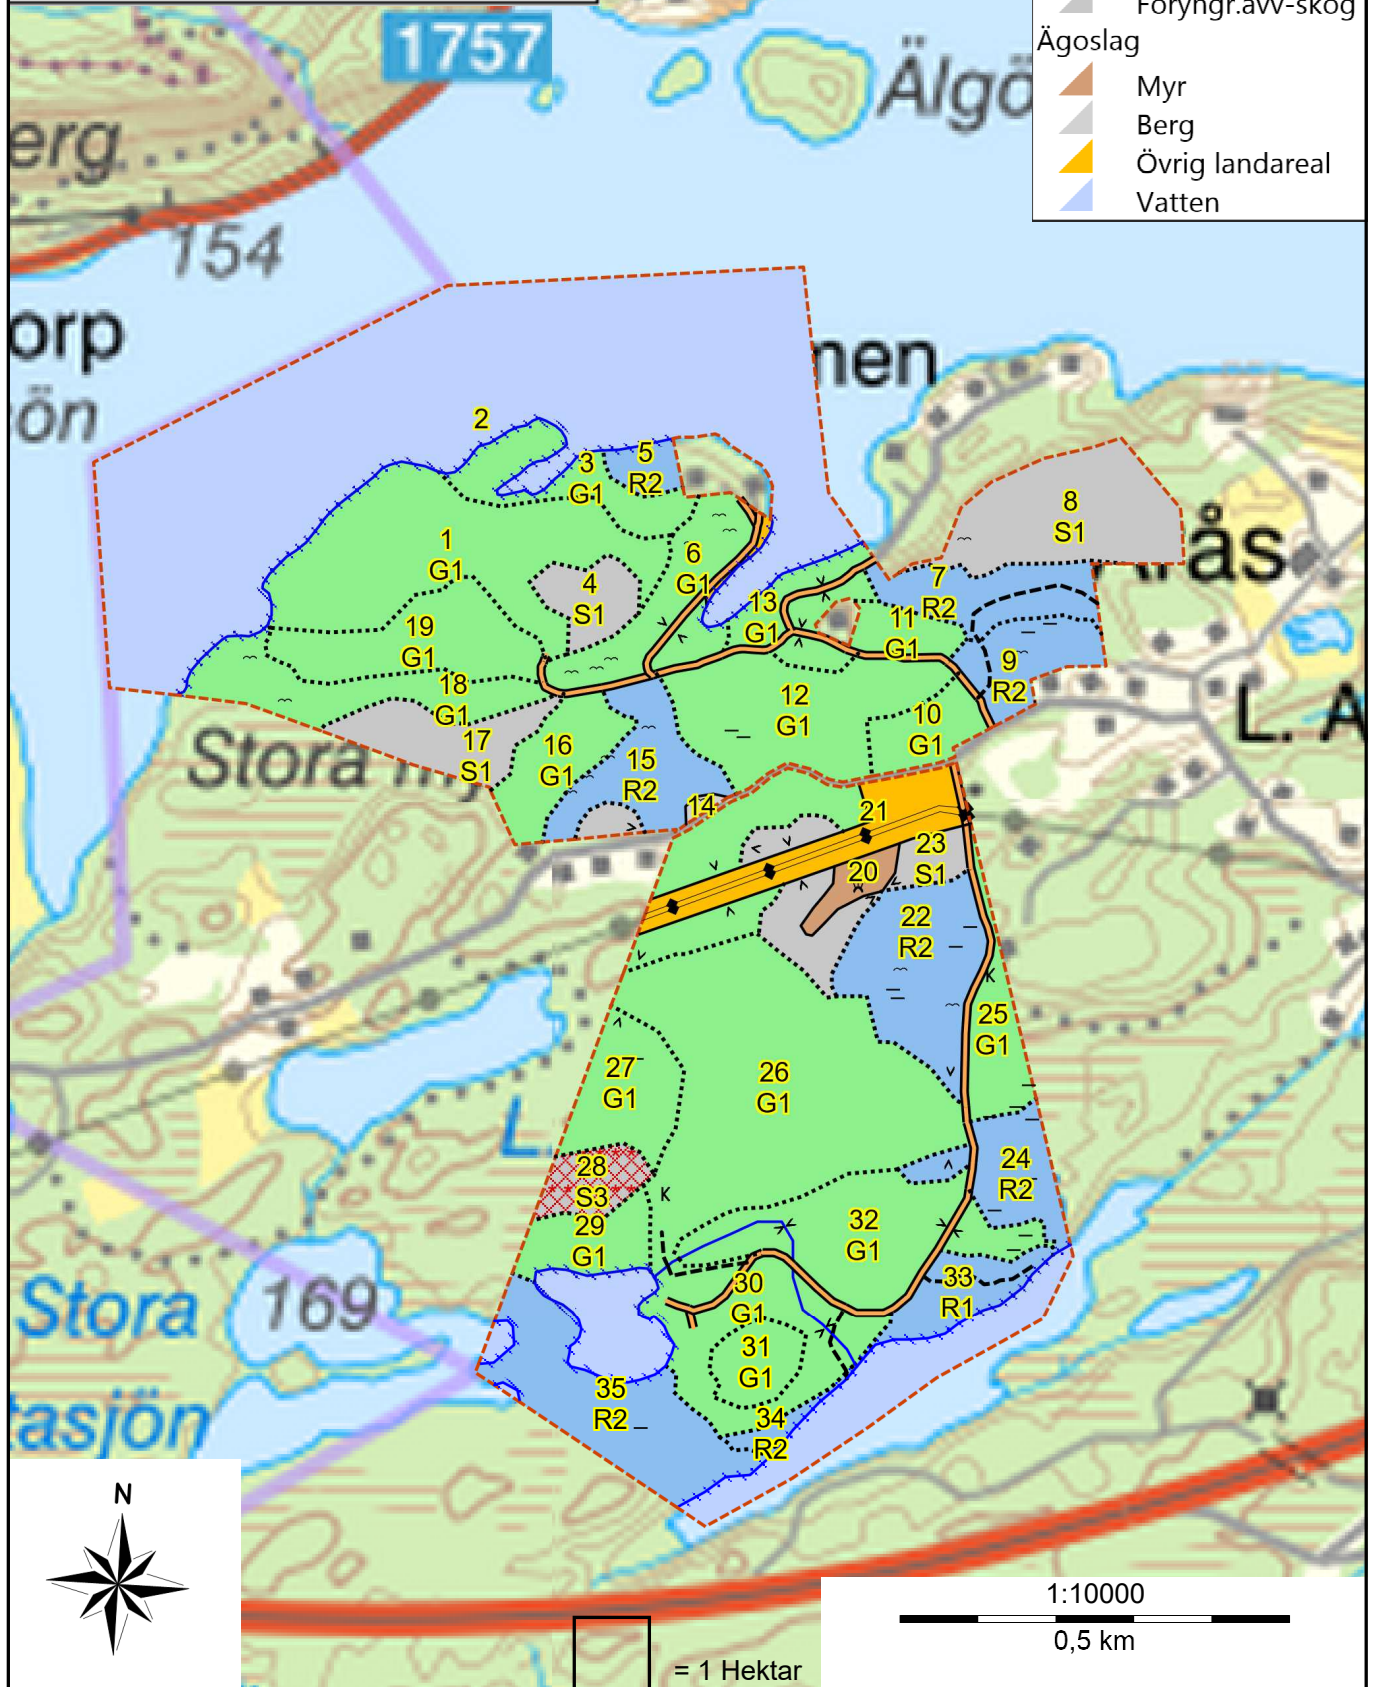 Föryngr.avv-skog
Ägoslag
Myr
Berg
Övrig landareal
Vatten
1757
Älgö
erg
154
orp
ön
nen
ås
L. A
Stora
2
3
G1
5
R2
1
G1
4
S1
6
G1
8
S1
7
R2
13
G1
11
G1
9
R2
19
G1
18
G1
17
S1
16
G1
15
R2
12
G1
10
G1
14
21
20
23
S1
22
R2
25
G1
27
G1
26
G1
L.
28
S3
29
G1
24
R2
32
G1
33
R1
30
G1
31
G1
34
R2
35
R2
Stora
169
tasjön
N
1:10000
0,5 km
= 1 Hektar